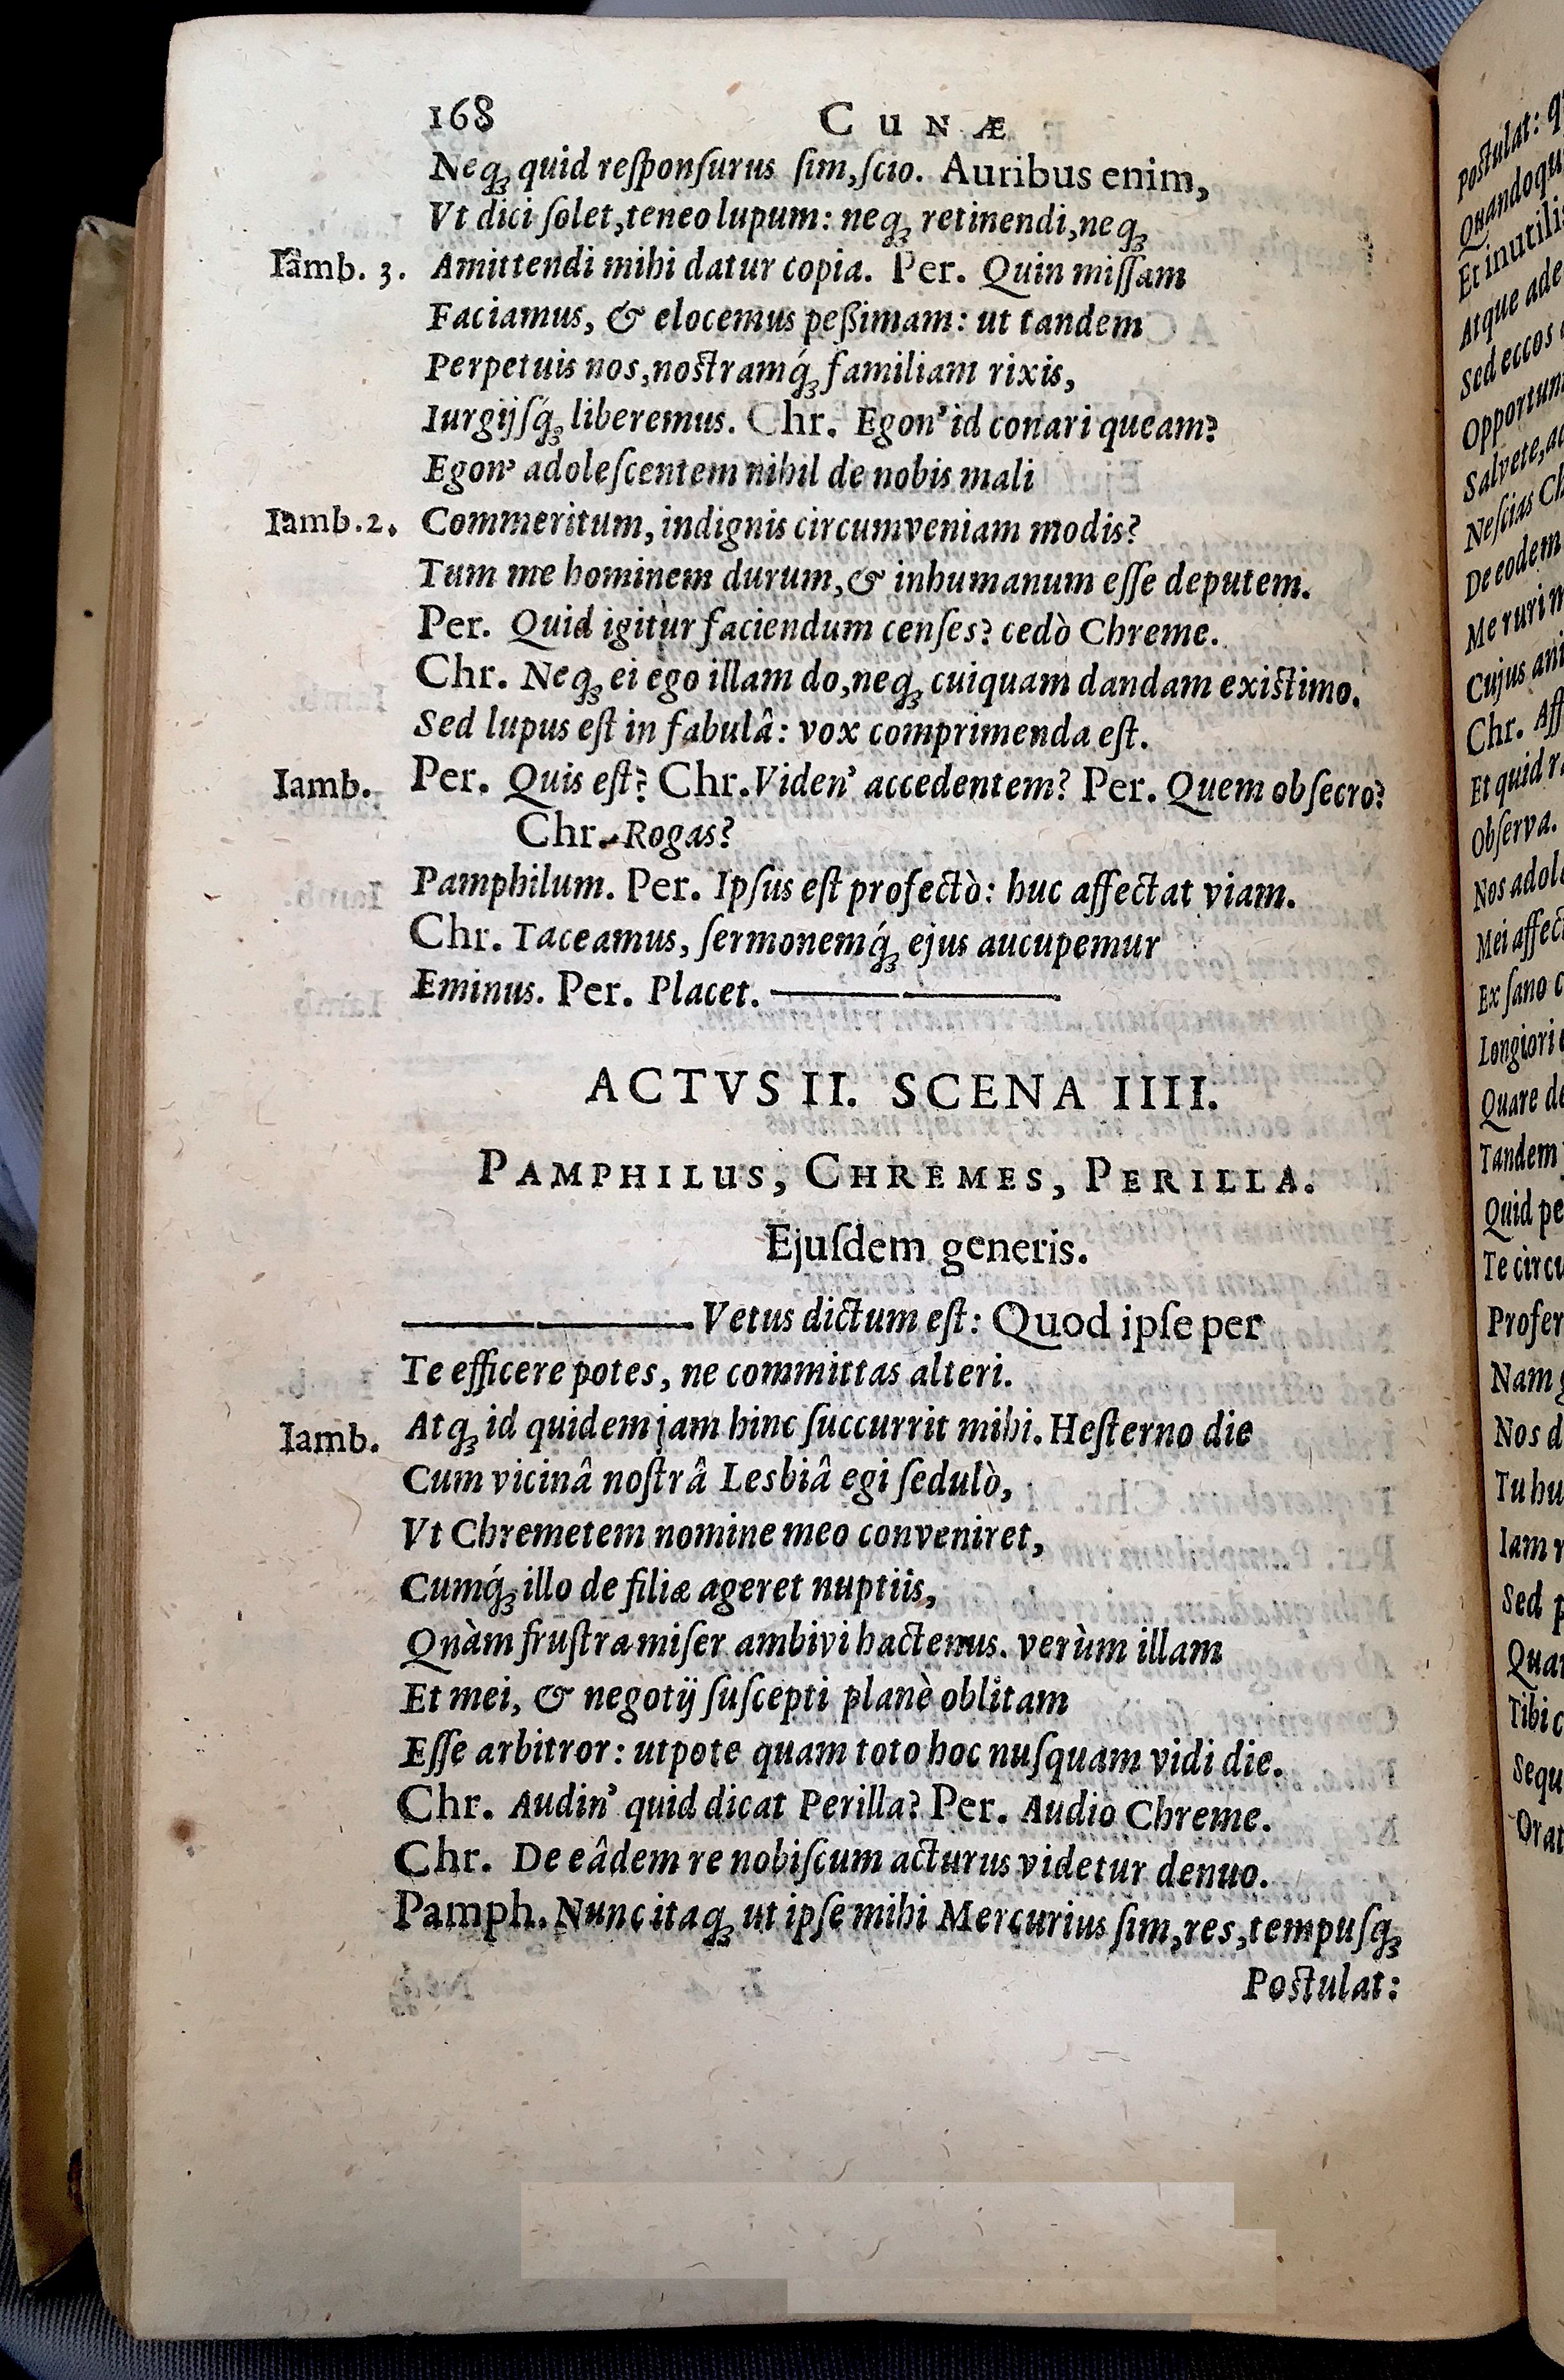 168 CUNÆ
Neqꝫ quid reſponſurus ſim, ſcio. Auribus enim,
Vt dici ſolet, teneo lupum: neqꝫ retinendi, neqꝫ
Iamb. 3. Amittendi mihi datur copia. Per. Quin miſſam
Faciamus, & elocemus peßimam: ut tandem
Perpetuis nos, noſtramq́ꝫ familiam rixis,
Iurgijſq́ꝫ liberemus. Chr. Egon' id conari queam?
Egon' adoleſcentem nihil de nobis mali
Iamb. 2. Commeritum, indignis circumveniam modis?
Tum me hominem durum, & inhumanum eſſe deputem.
Per. Quid igitur faciendum cenſes? cedò Chreme.
Chr. Neqꝫ ei ego illam do, neqꝫ cuiquam dandam exiſtimo.
Sed lupus eſt in fabulâ: vox comprimenda eſt.
Iamb. Per. Quis eſt? Chr. Viden' accedentem? Per. Quem obſecro?
Chr. Rogas?
Pamphilum. Per. Ipſus eſt profectò: huc affectat viam.
Chr. Taceamus, ſermonemq́ꝫ ejus aucupemur
Eminus. Per. Placet. ———
ACTVS II. SCENA IIII.
PAMPHILUS, CHREMES, PERILLA.
Ejuſdem generis.
——— Vetus dictum eſt: Quod ipſe per
Te efficere potes, ne committas alteri.
Iamb. Atqꝫ id quidem jam hinc ſuccurrit mihi. Heſterno die
Cum vicinâ noſtrâ Lesbiâ egi ſedulò,
Vt Chremetem nomine meo conveniret,
Cumq́ꝫ illo de filiæ ageret nuptiis,
Quàm fruſtra miſer ambivi hactenus. verùm illam
Et mei, & negotij ſuſcepti planè oblitam
Eſſe arbitror: utpote quam toto hoc nuſquam vidi die.
Chr. Audin' quid dicat Perilla? Per. Audio Chreme.
Chr. De eâdem re nobiſcum acturus videtur denuo.
Pamph. Nunc itaqꝫ ut ipſe mihi Mercurius ſim, res, tempuſqꝫ
Poſtulat: